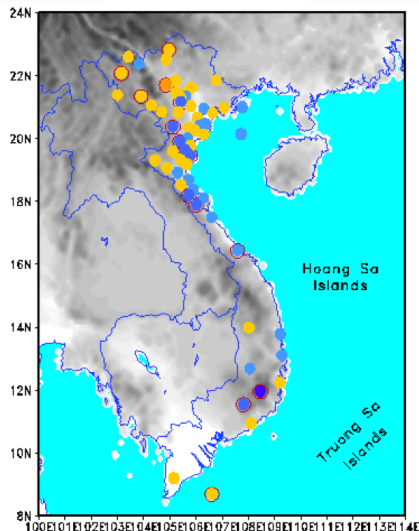 24N
22N
20N
18N
16N
14N
12N
10N
8N
Hoang Sa
Islands
Truong Sa
Islands
100E101E102E103E104E105E106E107E108E109E110E111E112E113E114E